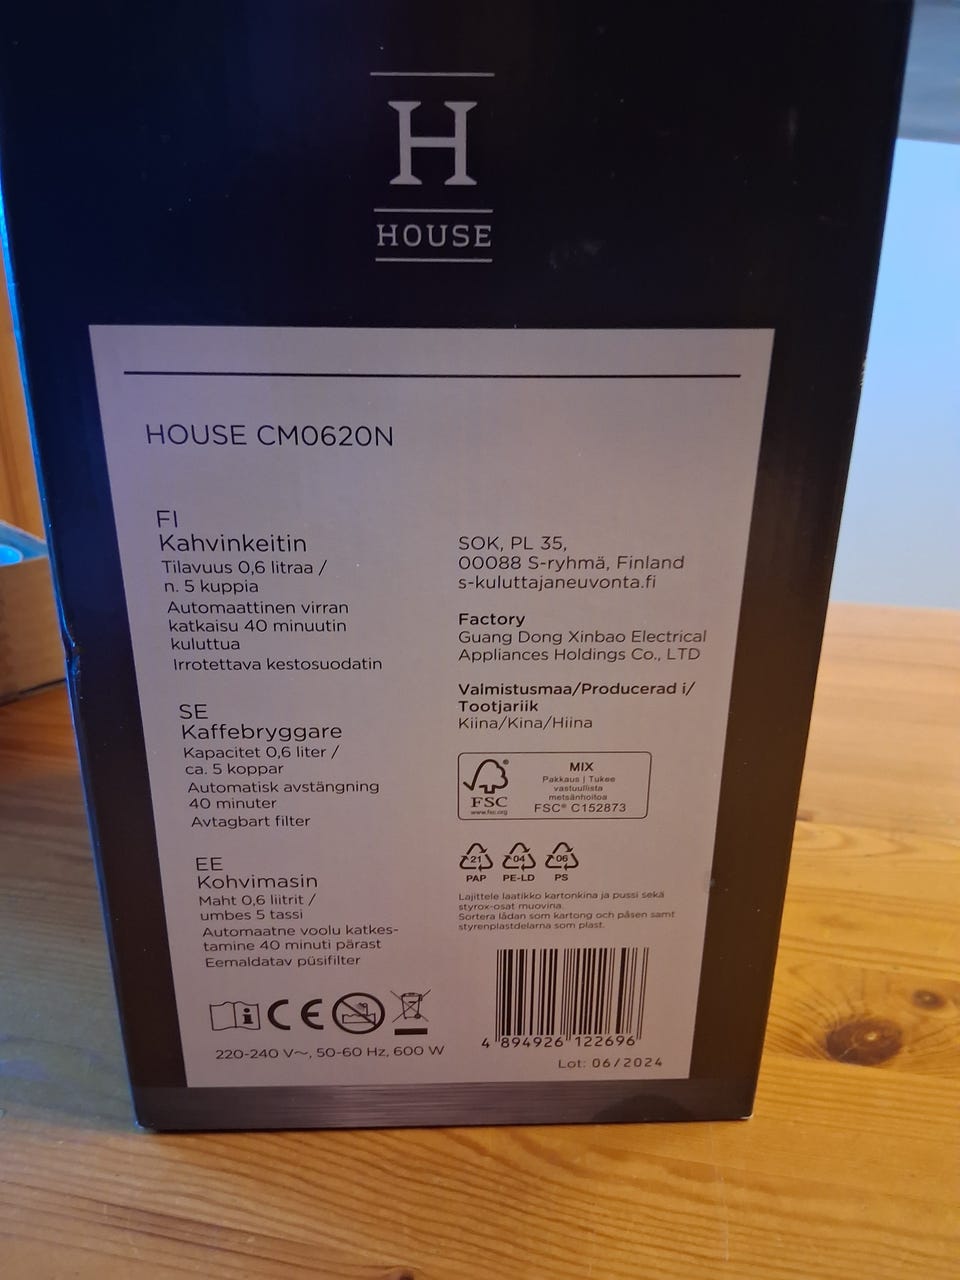 H
HOUSE
HOUSE CM0620N
FI
Kahvinkeitin
Tilavuus 0,6 litraa /
n. 5 kuppia
Automaattinen virran
katkaisu 40 minuutin
kuluttua
Irrotettava kestosuodatin
SE
Kaffebryggare
Kapacitet 0,6 liter /
ca. 5 koppar
Automatisk avstängning
40 minuter
Avtagbart filter
EE
Kohvimasin
Maht 0,6 liitrit /
umbes 5 tassi
Automaatne voolu katkes-
tamine 40 minuti pärast
Eemaldatav püsifilter
CE
220-240 V~, 50-60 Hz, 600 W
SOK, PL 35,
00088 S-ryhmä, Finland
s-kuluttajaneuvonta.fi
Factory
Guang Dong Xinbao Electrical
Appliances Holdings Co., LTD
Valmistusmaa/Producerad i/
Tootjariik
Kiina/Kina/Hiina
FSC
www.fsc.org
MIX
Pakkaus | Tukee
vastuullista
metsänhoitoa
FSC® C152873
21 04 06
PAP PE-LD PS
Lajittele laatikko kartonkina ja pussi sekä
styrox-osat muovina.
Sortera lådan som kartong och påsen samt
styrenplastdelarna som plast.
4 894926 122696
Lot: 06/2024